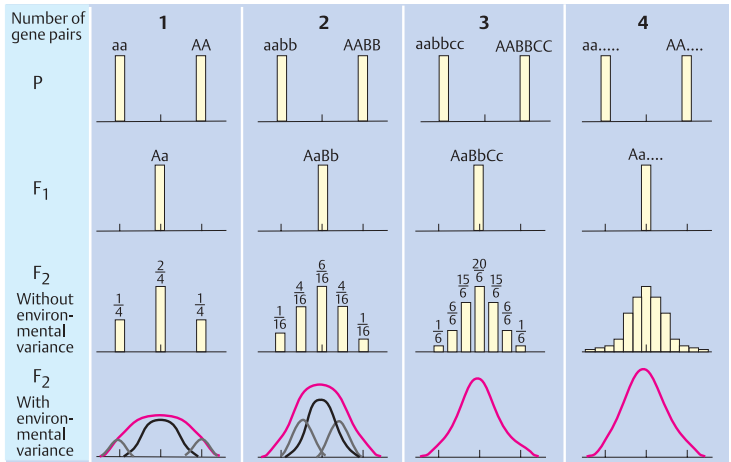 Number of gene pairs
1
2
3
4
P
aa AA
aabb AABB
aabbcc AABBCC
aa..... AA....
F1
Aa
AaBb
AaBbCc
Aa....
F2
Without environ-
mental
variance
1/4 2/4 1/4
1/16 4/16 6/16 4/16 1/16
1/6 6/6 15/6 20/6 15/6 6/6 1/6
F2
With
environ-
mental
variance